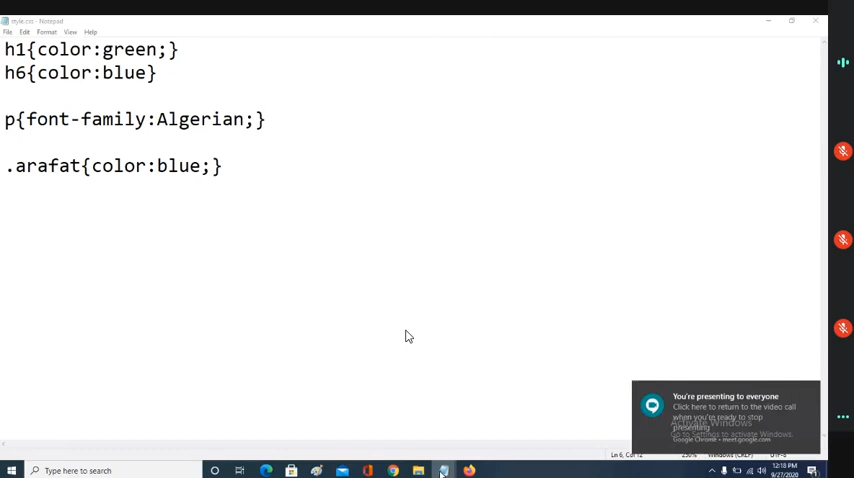 style.css - Notepad
File Edit Format View Help
h1{color:green;}
h6{color:blue}
p{font-family:Algerian;}
.arafat{color:blue;}
You're presenting to everyone
Click here to return to the video call
when you're ready to stop
presenting
Activate Windows
Go to Settings to activate Windows.
Google Chrome • meet.google.com
Ln 6, Col 12 250% Windows (CRLF) UTF-8
Type here to search
12:18 PM
9/27/2020